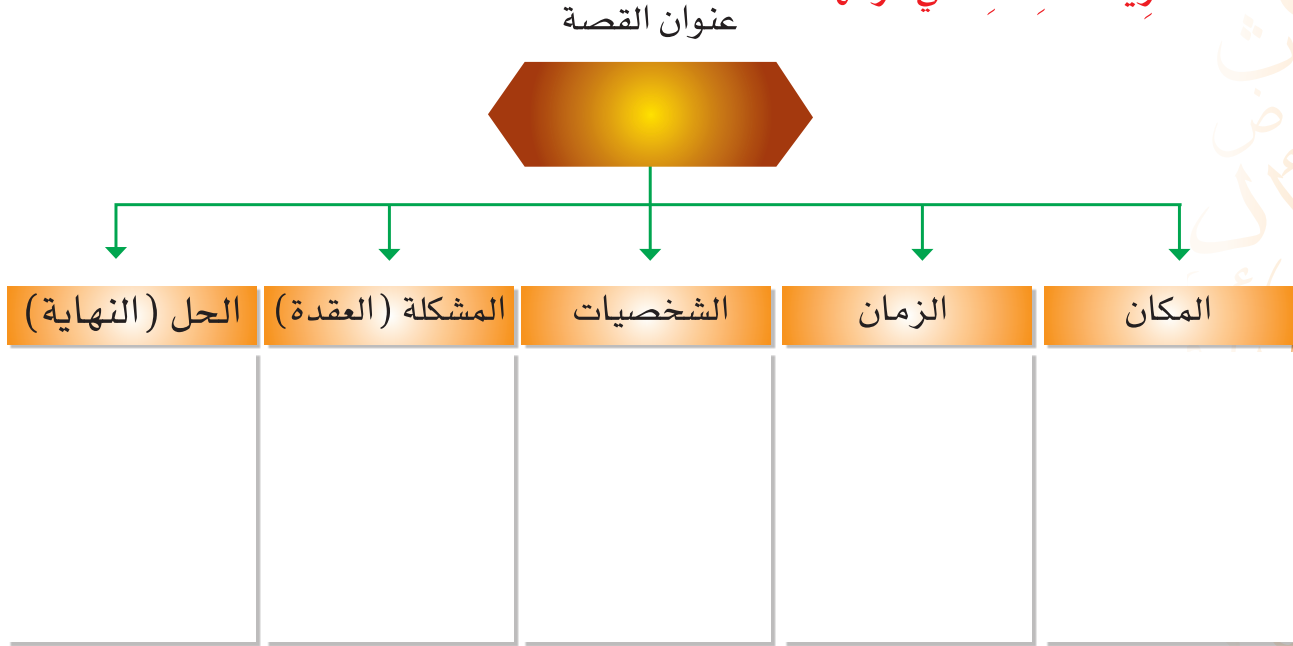 عنوان القصة
المكان
الزمان
الشخصيات
المشكلة (العقدة)
الحل (النهاية)